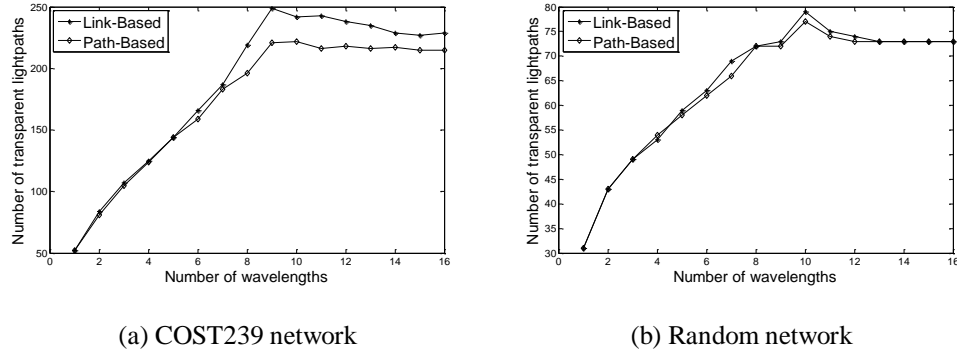 Link-Based
Path-Based
Number of transparent lightpaths
250
200
150
100
50
0 2 4 6 8 10 12 14 16
Number of wavelengths
(a) COST239 network
Link-Based
Path-Based
Number of transparent lightpaths
80
75
70
65
60
55
50
45
40
35
30
0 2 4 6 8 10 12 14 16
Number of wavelengths
(b) Random network